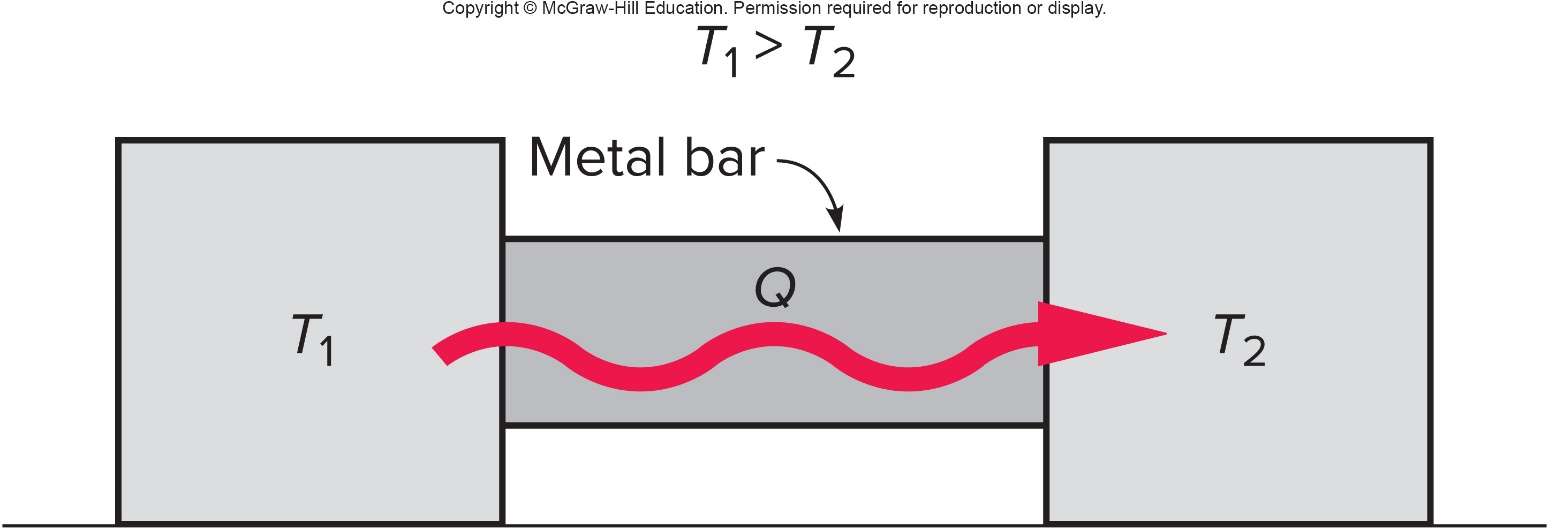 Copyright © McGraw-Hill Education. Permission required for reproduction or display.
T₁ > T₂
Metal bar
Q
T₁
T₂